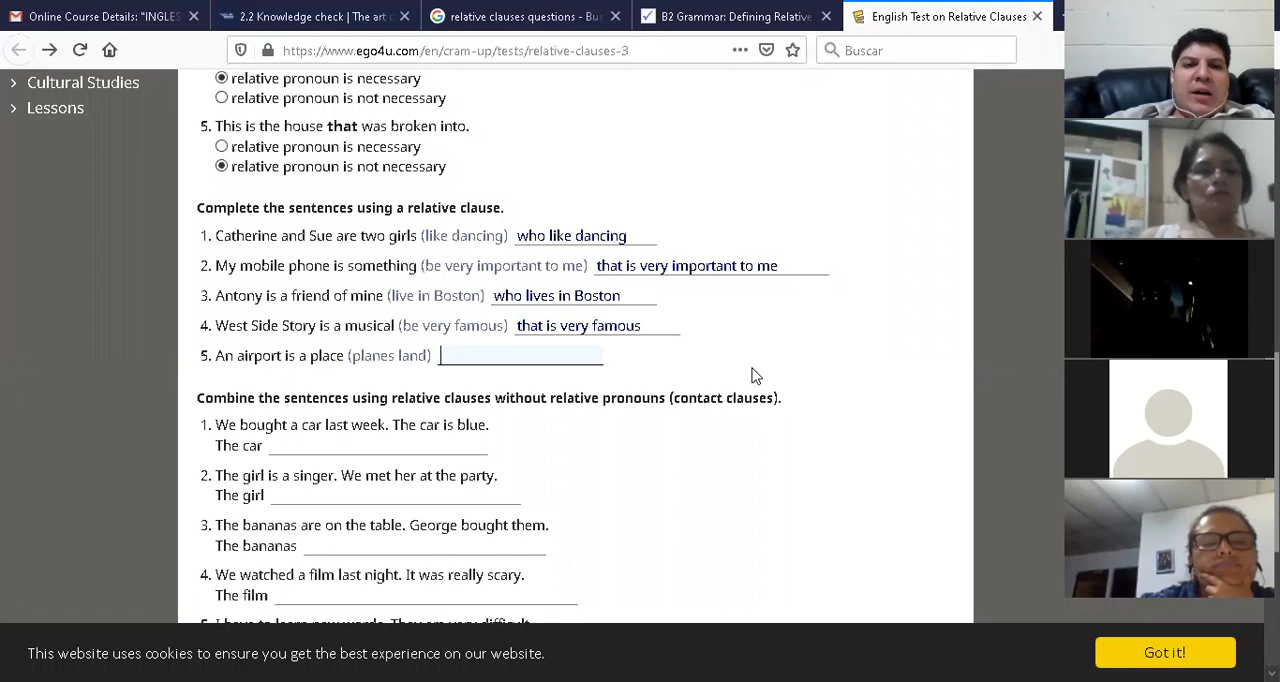 Online Course Details: "INGLES
2.2 Knowledge check | The art o
relative clauses questions - Bus
B2 Grammar: Defining Relative
English Test on Relative Clauses
https://www.ego4u.com/en/cram-up/tests/relative-clauses-3
Buscar
Cultural Studies
Lessons
relative pronoun is necessary
relative pronoun is not necessary
5. This is the house that was broken into.
relative pronoun is necessary
relative pronoun is not necessary
Complete the sentences using a relative clause.
1. Catherine and Sue are two girls (like dancing) who like dancing
2. My mobile phone is something (be very important to me) that is very important to me
3. Antony is a friend of mine (live in Boston) who lives in Boston
4. West Side Story is a musical (be very famous) that is very famous
5. An airport is a place (planes land)
Combine the sentences using relative clauses without relative pronouns (contact clauses).
1. We bought a car last week. The car is blue.
The car
2. The girl is a singer. We met her at the party.
The girl
3. The bananas are on the table. George bought them.
The bananas
4. We watched a film last night. It was really scary.
The film
5. I have to learn new words. They are very difficult.
This website uses cookies to ensure you get the best experience on our website.
Got it!